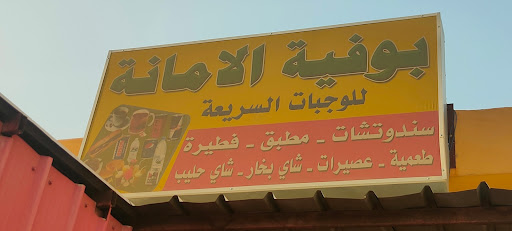 بوفية الامانة
للوجبات السريعة
سندوتشات - مطبق - فطيرة
طعمية - عصيرات - شاي بخار - شاي حليب